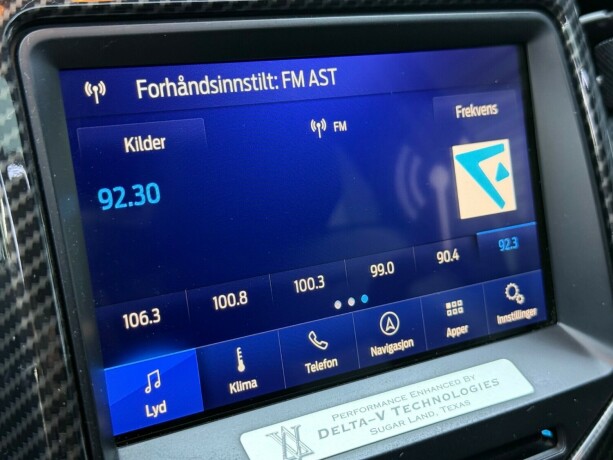 Forhåndsinnstilt: FM AST
Kilder
FM
Frekvens
92.30
106.3
100.8
100.3
99.0
90.4
92.3
Lyd
Klima
Telefon
Navigasjon
Apper
Innstillinger
PERFORMANCE ENHANCED BY
DELTA-V TECHNOLOGIES
SUGAR LAND, TEXAS